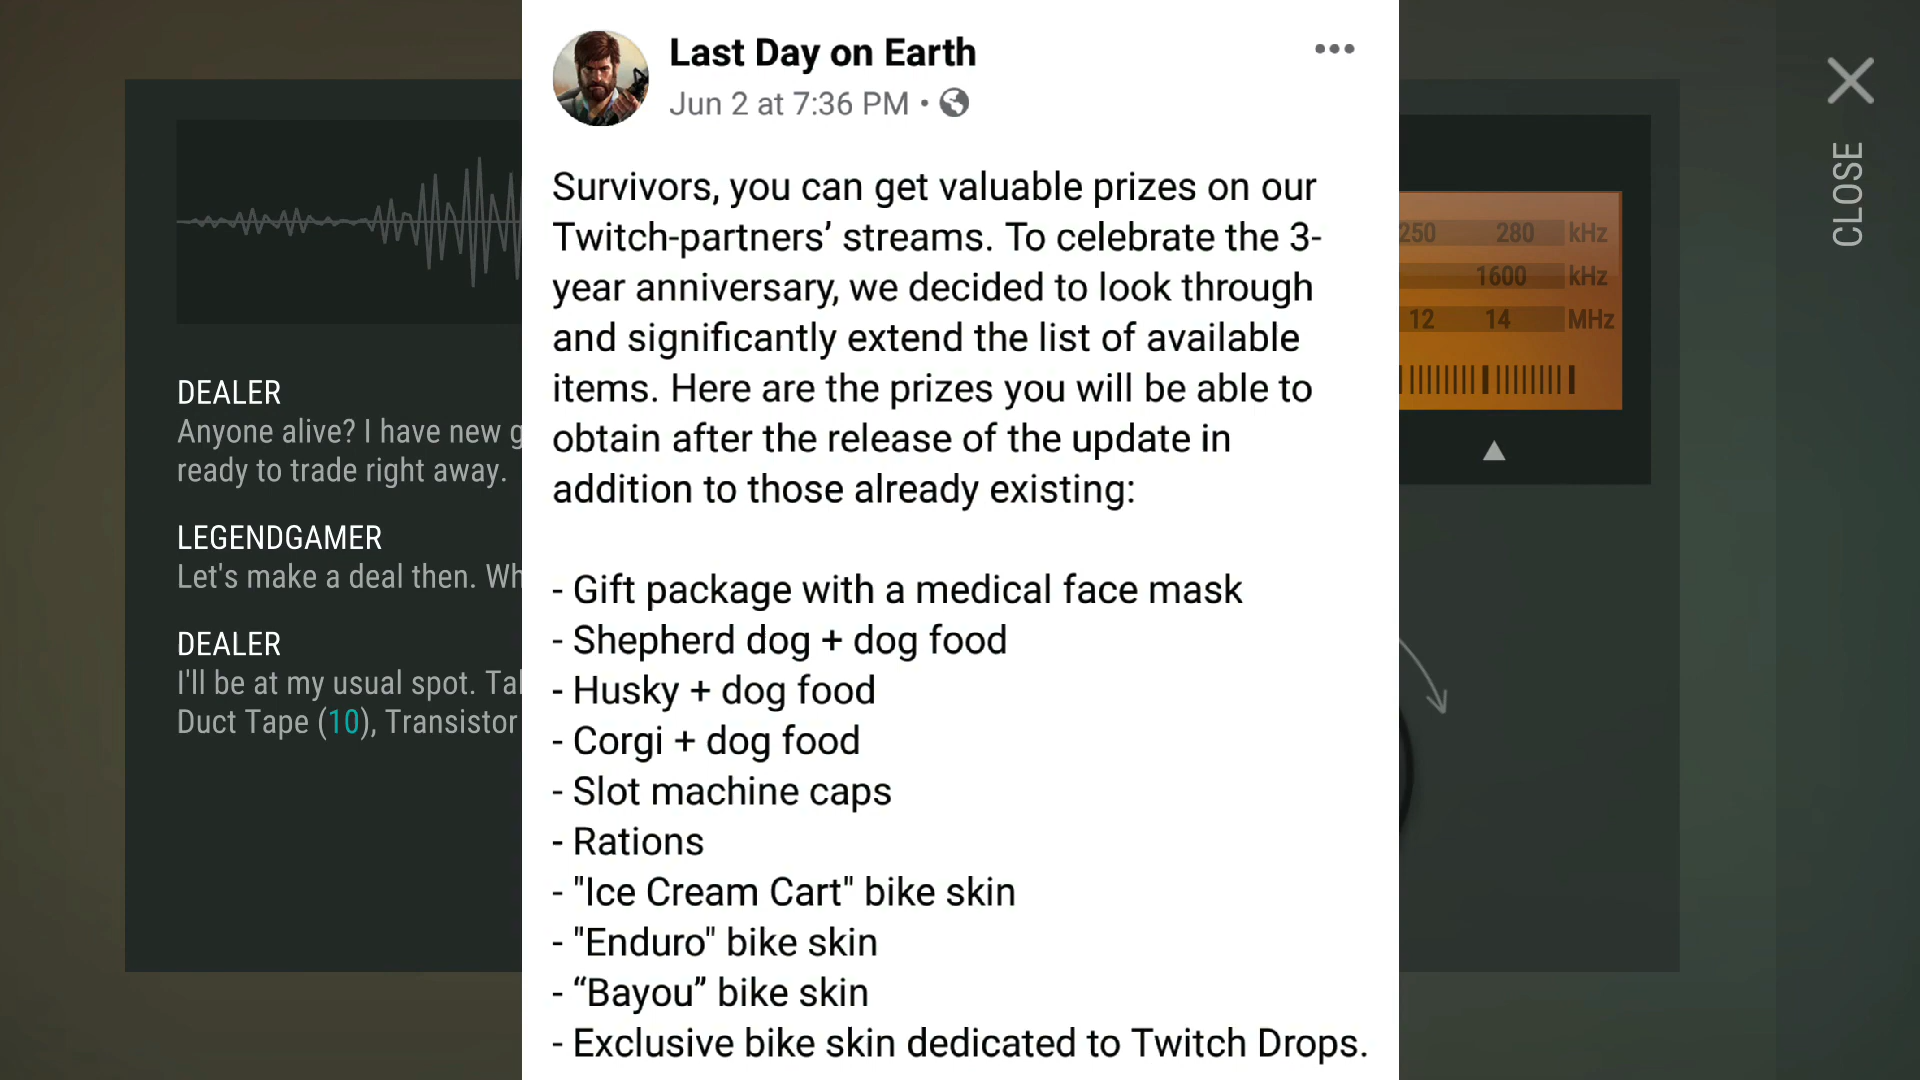 Last Day on Earth
Jun 2 at 7:36 PM •
Survivors, you can get valuable prizes on our
Twitch-partners’ streams. To celebrate the 3-
year anniversary, we decided to look through
and significantly extend the list of available
items. Here are the prizes you will be able to
obtain after the release of the update in
addition to those already existing:
- Gift package with a medical face mask
- Shepherd dog + dog food
- Husky + dog food
- Corgi + dog food
- Slot machine caps
- Rations
- "Ice Cream Cart" bike skin
- "Enduro" bike skin
- “Bayou” bike skin
- Exclusive bike skin dedicated to Twitch Drops.
DEALER
Anyone alive? I have new
ready to trade right away.
LEGENDGAMER
Let's make a deal then.
DEALER
I'll be at my usual spot.
Duct Tape (10), Transistor
250 280 kHz
1600 kHz
12 14 MHz
CLOSE